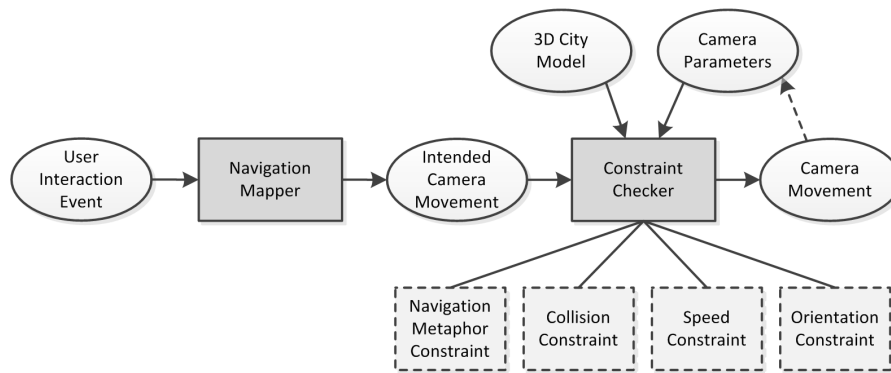 3D City
Model
Camera
Parameters
User
Interaction
Event
Navigation
Mapper
Intended
Camera
Movement
Constraint
Checker
Camera
Movement
Navigation
Metaphor
Constraint
Collision
Constraint
Speed
Constraint
Orientation
Constraint